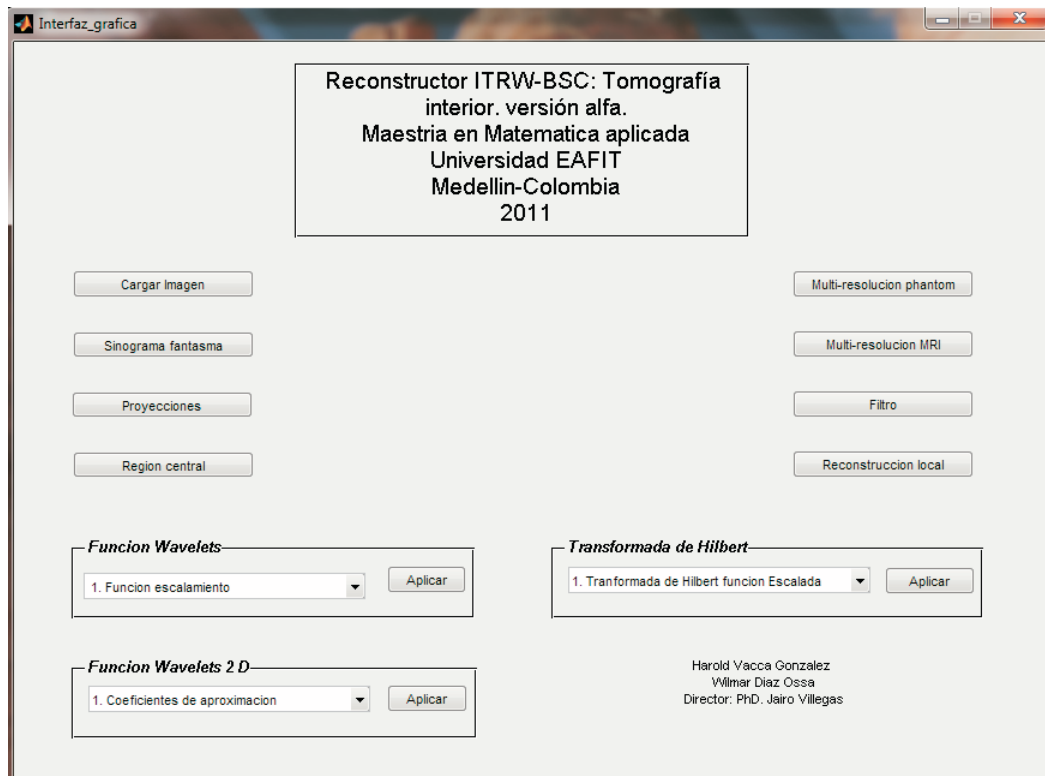 Interfaz_grafica
Reconstructor ITRW-BSC: Tomografía
interior. versión alfa.
Maestria en Matematica aplicada
Universidad EAFIT
Medellin-Colombia
2011
Cargar Imagen
Multi-resolucion phantom
Sinograma fantasma
Multi-resolucion MRI
Proyecciones
Filtro
Region central
Reconstruccion local
Funcion Wavelets
1. Funcion escalamiento
Aplicar
Transformada de Hilbert
1. Tranformada de Hilbert funcion Escalada
Aplicar
Funcion Wavelets 2 D
1. Coeficientes de aproximacion
Aplicar
Harold Vacca Gonzalez
Wilmar Diaz Ossa
Director: PhD. Jairo Villegas